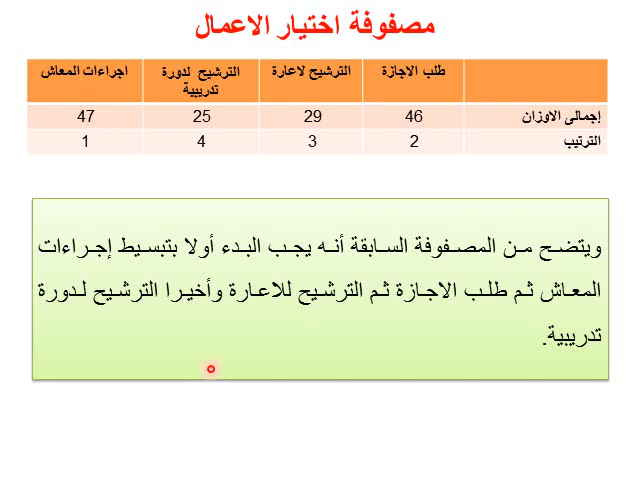 مصفوفة اختيار الاعمال
طلب الاجازة الترشيح لاعارة الترشيح لدورة تدريبية اجراءات المعاش
إجمالى الاوزان 46 29 25 47
الترتيب 2 3 4 1
ويتضح من المصفوفة السابقة أنه يجب البدء أولا بتبسيط إجراءات
المعاش ثم طلب الاجازة ثم الترشيح للاعارة وأخيرا الترشيح لدورة
تدريبية.